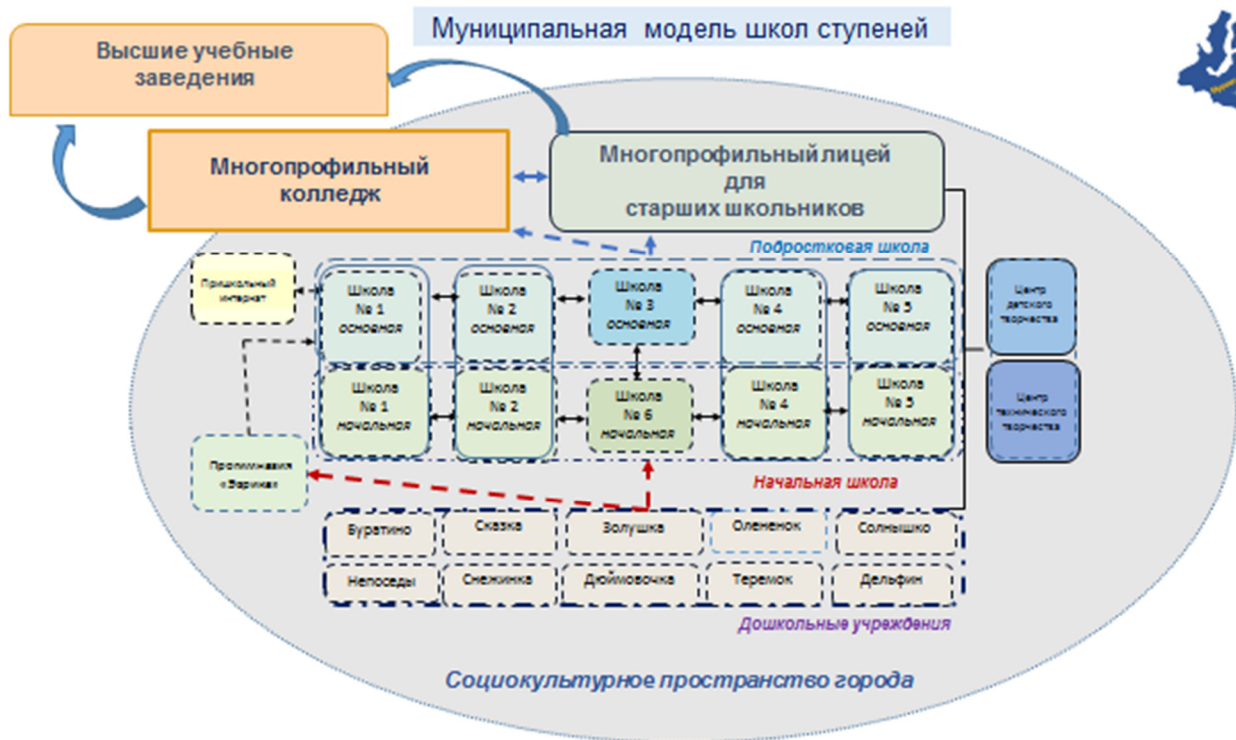 Муниципальная модель школ ступеней
Высшие учебные
заведения
Многопрофильный
колледж
Многопрофильный лицей
для
старших школьников
Подростковая школа
Школа
№ 1
основная
Школа
№ 2
основная
Школа
№ 3
основная
Школа
№ 4
основная
Школа
№ 5
основная
Центр
детского
творчества
Школа
№ 1
начальная
Школа
№ 2
начальная
Школа
№ 6
начальная
Школа
№ 4
начальная
Школа
№ 5
начальная
Центр
технического
творчества
Прогимназия
Начальная школа
Буратино
Сказка
Золушка
Олененок
Солнышко
Непоседы
Снежинка
Дюймовочка
Теремок
Дельфин
Дошкольные учреждения
Социокультурное пространство города